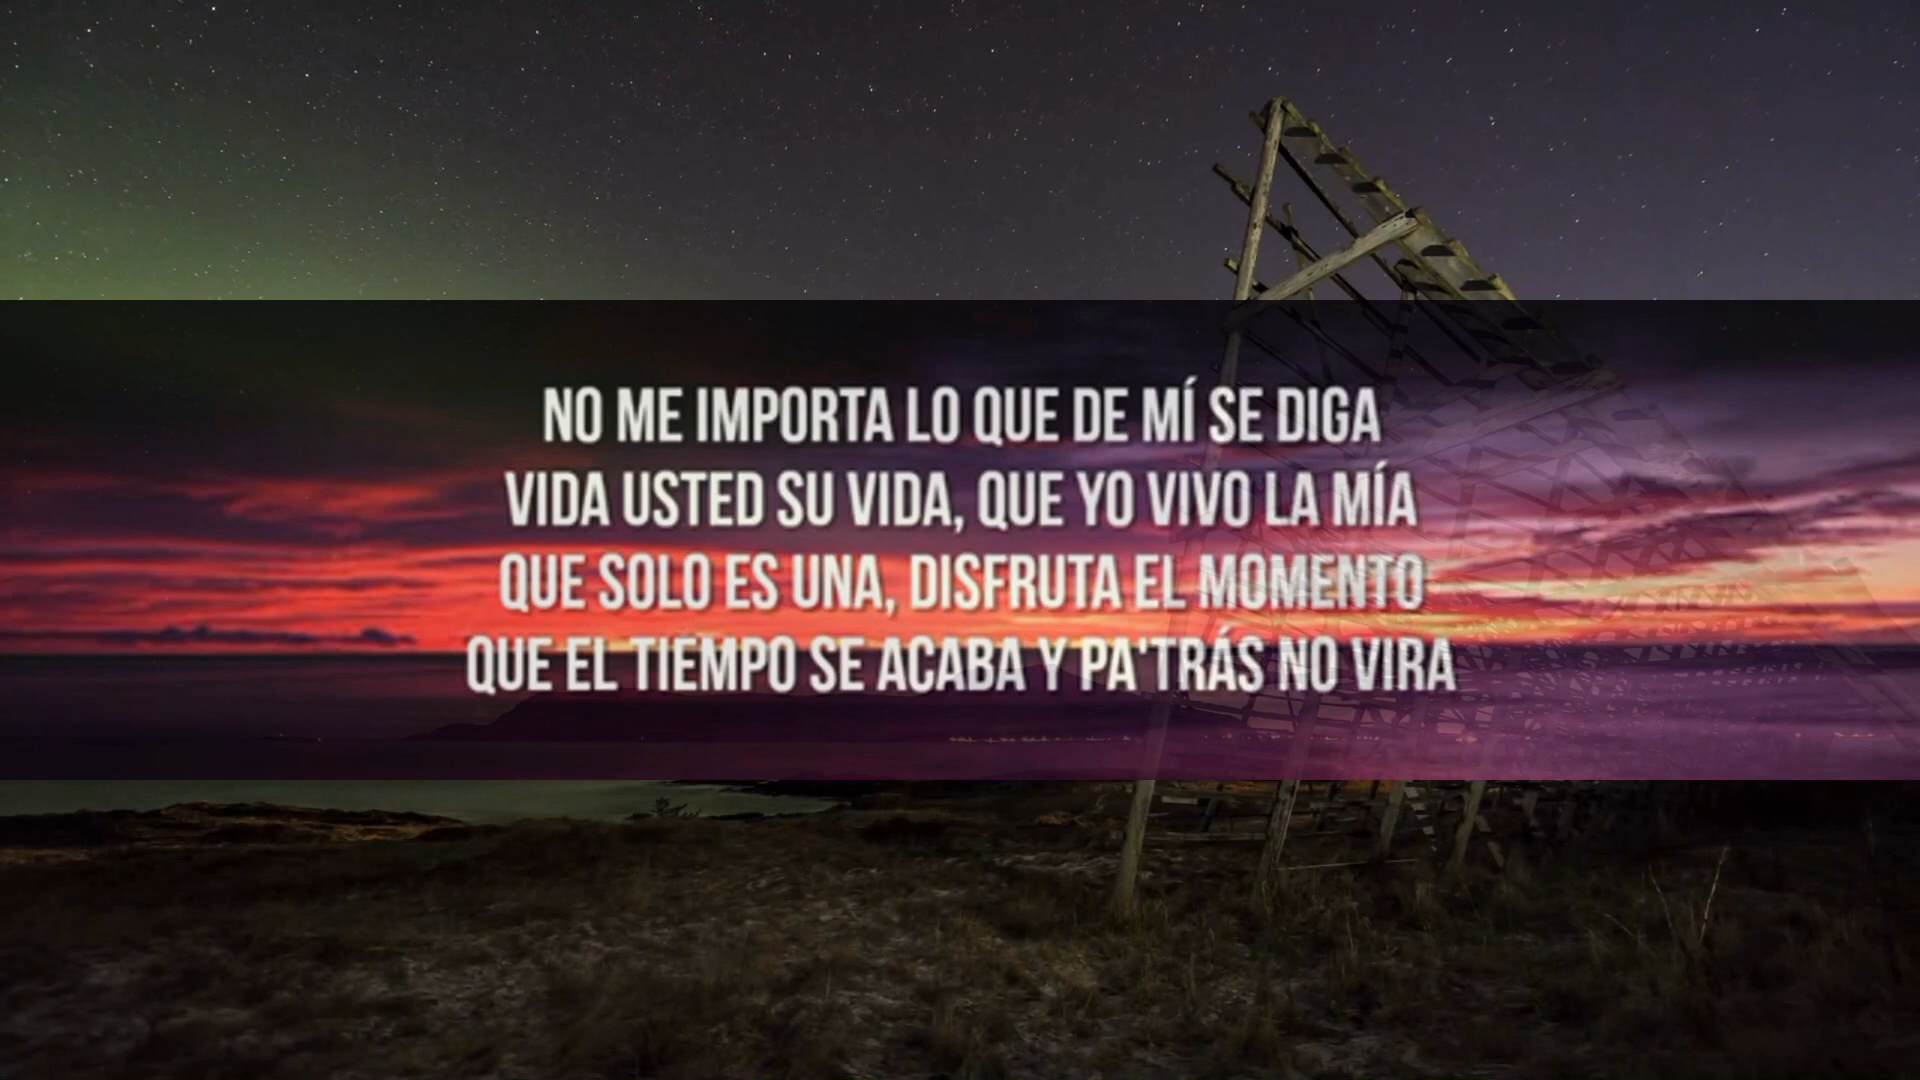 NO ME IMPORTA LO QUE DE MÍ SE DIGA
VIDA USTED SU VIDA, QUE YO VIVO LA MÍA
QUE SOLO ES UNA, DISFRUTA EL MOMENTO
QUE EL TIEMPO SE ACABA Y PA'TRÁS NO VIRA